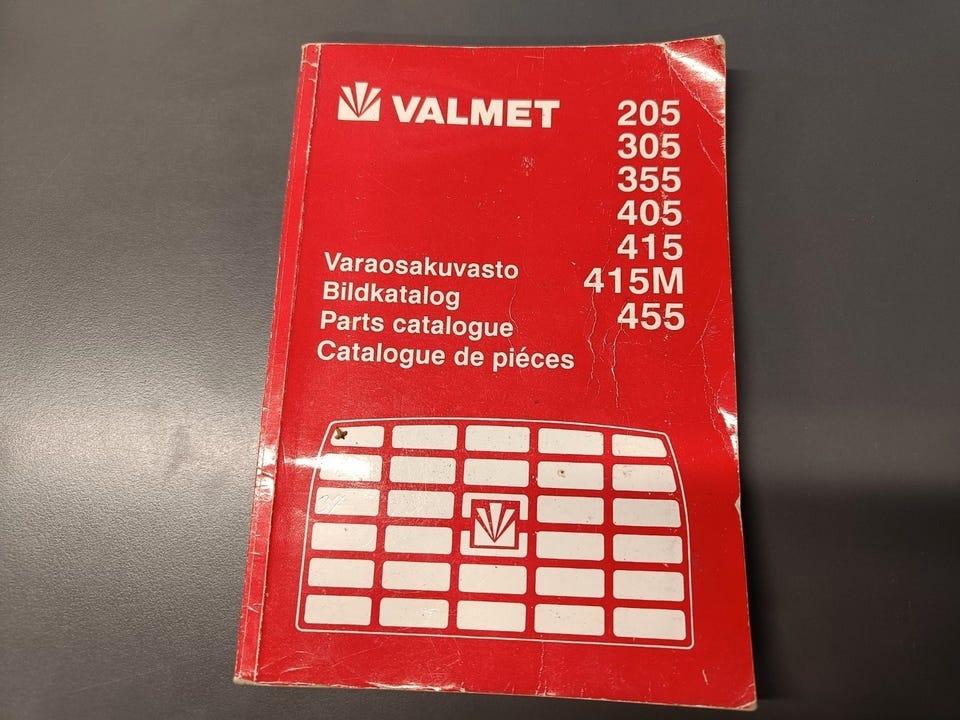 VALMET
205
305
355
405
415
415M
455
Varaosakuvasto
Bildkatalog
Parts catalogue
Catalogue de piéces